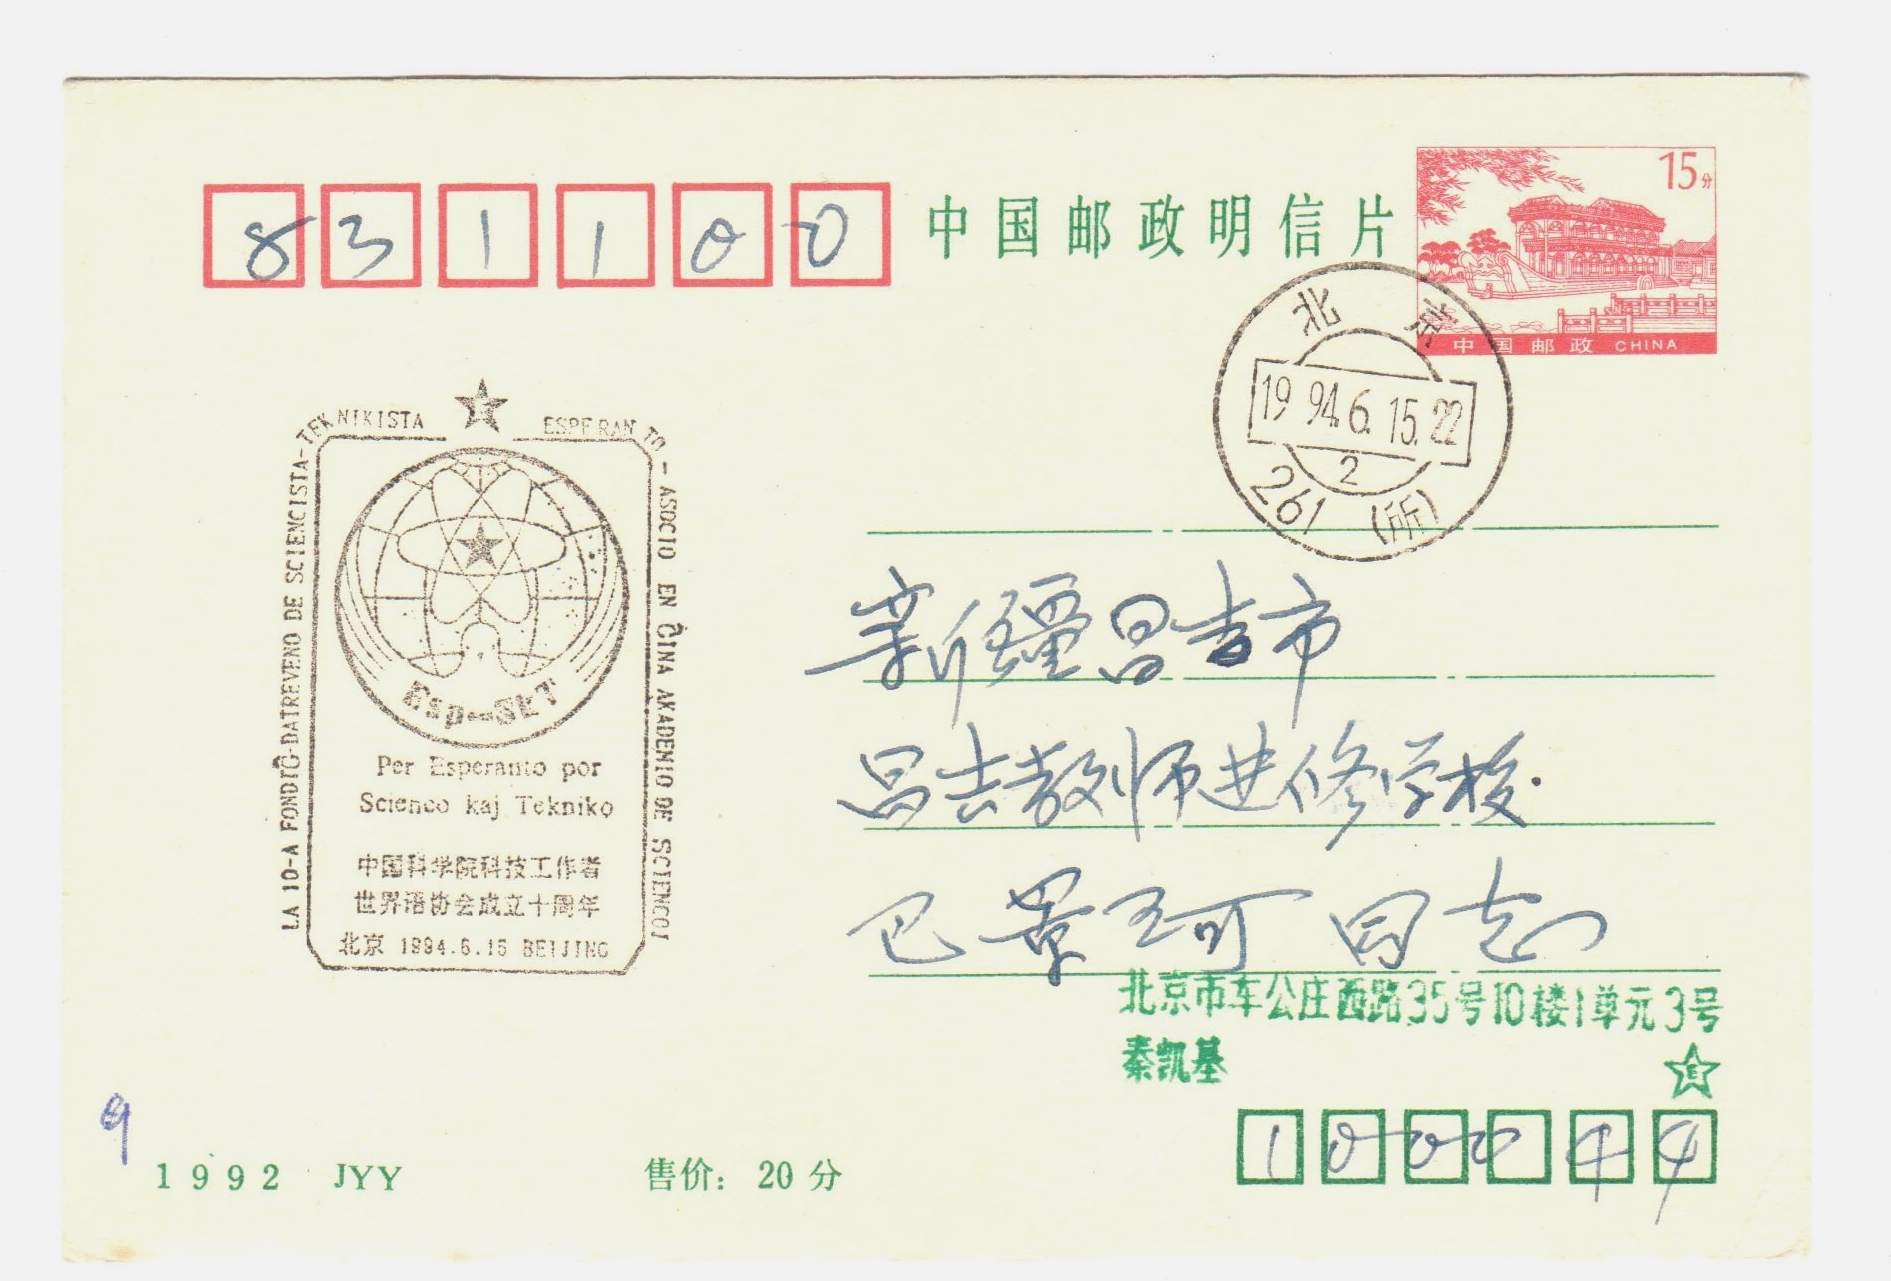 831100
中国邮政明信片
15分
中国邮政 CHINA
北京
1994.6.15.22
2
261 (所)
LA 10-A FONDIĜ-DATREVENO DE SCIENCISTA-TEKNIKISTA ESPERANTO-ASOCIO EN ĈINA AKADEMIO DE SCIENCOJ
Esp-SkT
Per Esperanto por
Scienco kaj Tekniko
中国科学院科技工作者
世界语协会成立十周年
北京 1994.6.15 BEIJING
新疆昌吉市
昌吉教师进修学校.
巴景珂 同志
北京市车公庄西路35号10楼1单元3号
秦凯基
E
100044
9
1992 JYY
售价: 20分